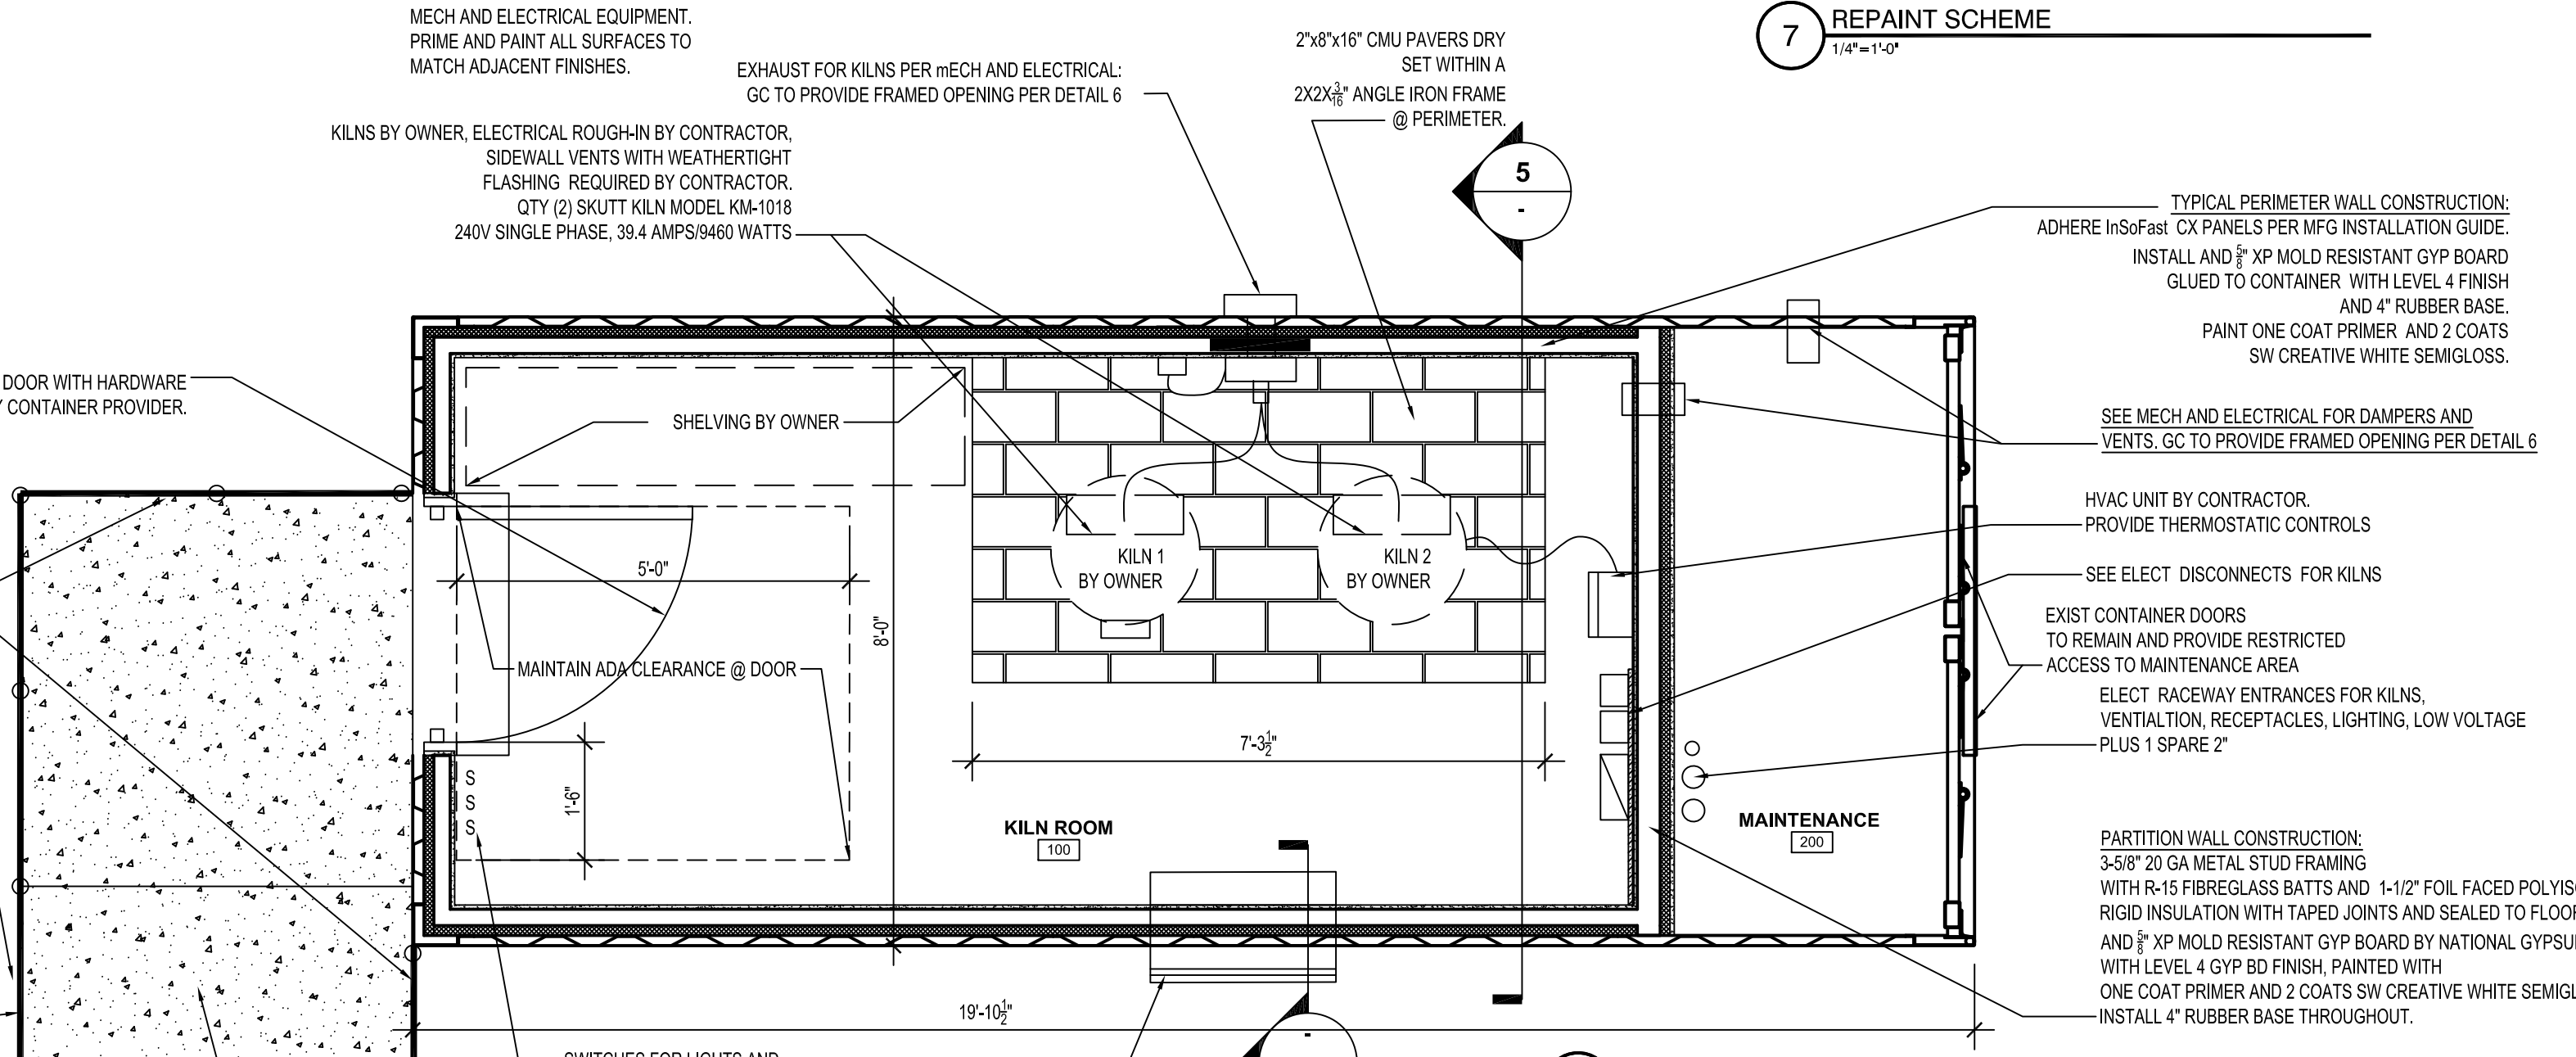 MECH AND ELECTRICAL EQUIPMENT.
PRIME AND PAINT ALL SURFACES TO
MATCH ADJACENT FINISHES.
EXHAUST FOR KILNS PER mECH AND ELECTRICAL:
GC TO PROVIDE FRAMED OPENING PER DETAIL 6
2"x8"x16" CMU PAVERS DRY
SET WITHIN A
2X2X3/16" ANGLE IRON FRAME
@ PERIMETER.
7
REPAINT SCHEME
1/4"=1'-0"
KILNS BY OWNER, ELECTRICAL ROUGH-IN BY CONTRACTOR,
SIDEWALL VENTS WITH WEATHERTIGHT
FLASHING REQUIRED BY CONTRACTOR.
QTY (2) SKUTT KILN MODEL KM-1018
240V SINGLE PHASE, 39.4 AMPS/9460 WATTS
5
-
TYPICAL PERIMETER WALL CONSTRUCTION:
ADHERE InSoFast CX PANELS PER MFG INSTALLATION GUIDE.
INSTALL AND 5/8" XP MOLD RESISTANT GYP BOARD
GLUED TO CONTAINER WITH LEVEL 4 FINISH
AND 4" RUBBER BASE.
PAINT ONE COAT PRIMER AND 2 COATS
SW CREATIVE WHITE SEMIGLOSS.
DOOR WITH HARDWARE
CONTAINER PROVIDER.
SHELVING BY OWNER
SEE MECH AND ELECTRICAL FOR DAMPERS AND
VENTS. GC TO PROVIDE FRAMED OPENING PER DETAIL 6
HVAC UNIT BY CONTRACTOR.
PROVIDE THERMOSTATIC CONTROLS
KILN 1
BY OWNER
KILN 2
BY OWNER
5'-0"
8'-0"
SEE ELECT DISCONNECTS FOR KILNS
EXIST CONTAINER DOORS
TO REMAIN AND PROVIDE RESTRICTED
ACCESS TO MAINTENANCE AREA
MAINTAIN ADA CLEARANCE @ DOOR
ELECT RACEWAY ENTRANCES FOR KILNS,
VENTIALTION, RECEPTACLES, LIGHTING, LOW VOLTAGE
PLUS 1 SPARE 2"
7'-3 1/2"
S
S
S
1'-6"
KILN ROOM
100
MAINTENANCE
200
PARTITION WALL CONSTRUCTION:
3-5/8" 20 GA METAL STUD FRAMING
WITH R-15 FIBREGLASS BATTS AND 1-1/2" FOIL FACED
RIGID INSULATION WITH TAPED JOINTS AND SEALED TO
AND 5/8" XP MOLD RESISTANT GYP BOARD BY NATIONAL
WITH LEVEL 4 GYP BD FINISH, PAINTED WITH
ONE COAT PRIMER AND 2 COATS SW CREATIVE WHITE
INSTALL 4" RUBBER BASE THROUGHOUT.
19'-10 1/2"
-
SWITCHES FOR LIGHTS AND